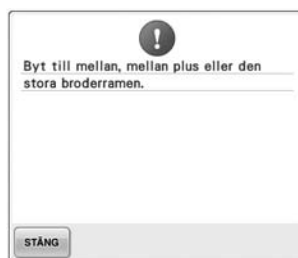 Byt till mellan, mellan plus eller den
stora broderramen.
STÄNG